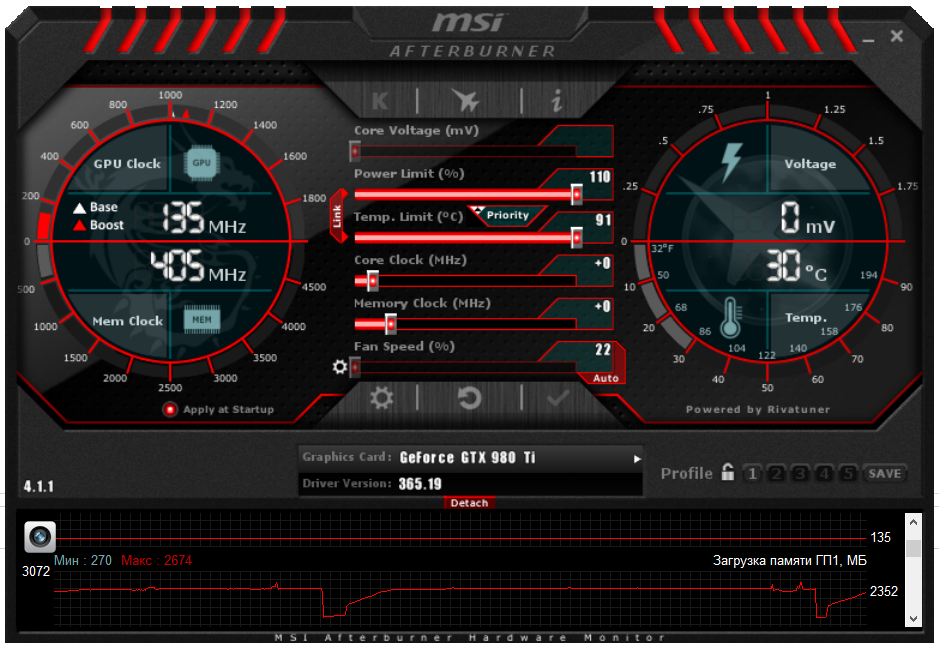 msi
AFTERBURNER
K i
GPU Clock
GPU
Base
Boost
135 MHz
405 MHz
Mem Clock
MEM
0 200 400 600 800 1000 1200 1400 1600 1800
500 1000 1500 2000 2500 3000 3500 4000 4500
Apply at Startup
Core Voltage (mV)
Power Limit (%) 110
Link
Temp. Limit (ºC) Priority 91
Core Clock (MHz) +0
Memory Clock (MHz) +0
Fan Speed (%) 22
Auto
0 .25 .5 .75 1 1.25 1.5 1.75
Voltage
0 mV
30 °C
Temp.
32°F 50 68 86 104 122 140 158 176 194
10 20 30 40 50 60 70 80 90
Powered by Rivatuner
Graphics Card: GeForce GTX 980 Ti
Driver Version: 365.19
4.1.1
Profile 1 2 3 4 5 SAVE
Detach
135
Мин : 270 Макс : 2674 Загрузка памяти ГП1, МБ
3072
2352
MSI Afterburner Hardware Monitor